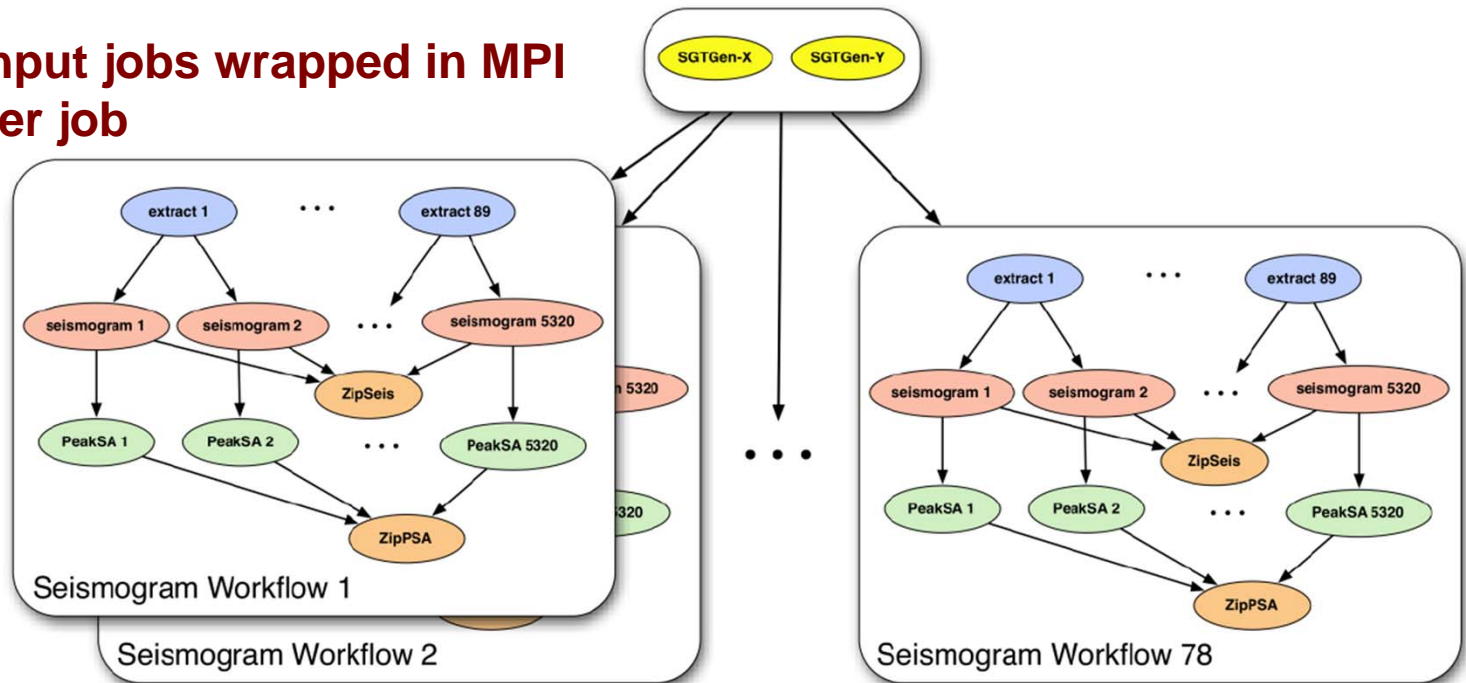 nput jobs wrapped in MPI
er job
SGTGen-X SGTGen-Y
extract 1 • • • extract 89
seismogram 1 seismogram 2 • • • seismogram 5320
ZipSeis
PeakSA 1 PeakSA 2 • • • PeakSA 5320
ZipPSA
Seismogram Workflow 1
5320
320
Seismogram Workflow 2
• • •
extract 1 • • • extract 89
seismogram 1 seismogram 2 • • • seismogram 5320
ZipSeis
PeakSA 1 PeakSA 2 • • • PeakSA 5320
ZipPSA
Seismogram Workflow 78